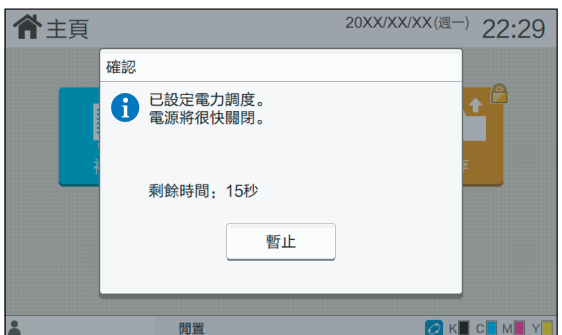 主頁
20XX/XX/XX(週一) 22:29
確認
已設定電力調度。
電源將很快關閉。
剩餘時間：15秒
暫止
閒置
K C M Y